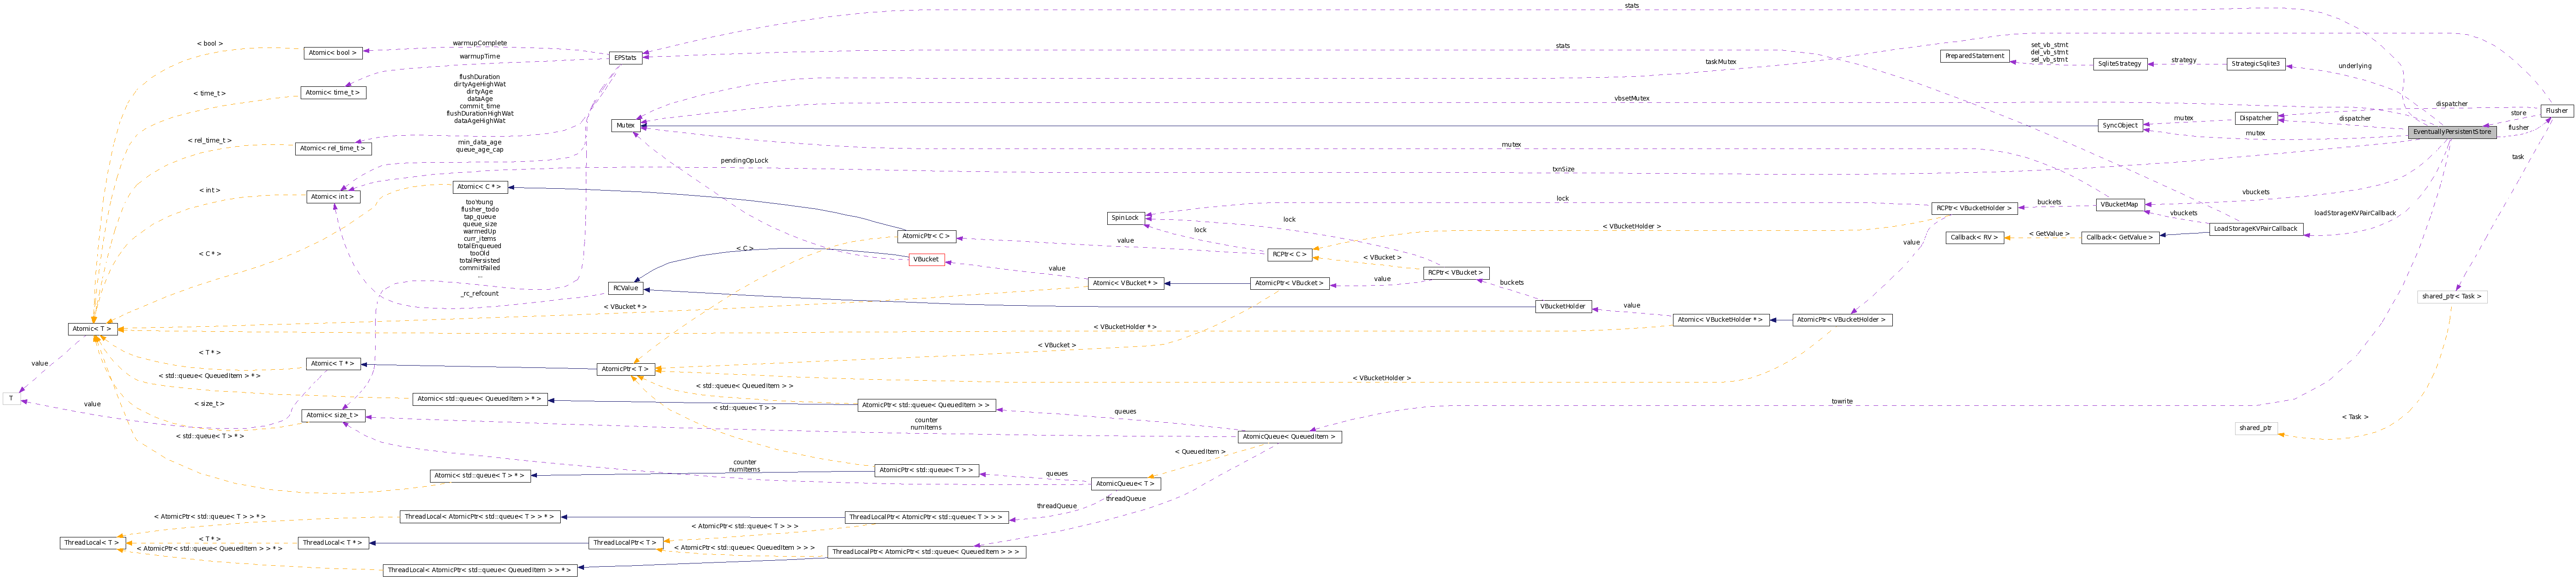 stats
< bool >
Atomic< bool >
warmupComplete
EPStats
stats
warmupTime
taskMutex
PreparedStatement
set_vb_stmt
del_vb_stmt
sel_vb_stmt
SqliteStrategy
strategy
StrategicSqlite3
underlying
< time_t >
Atomic< time_t >
flushDuration
dirtyAgeHighWat
dirtyAge
dataAge
commit_time
flushDurationHighWat
dataAgeHighWat
vbsetMutex
dispatcher
Flusher
store
Mutex
SyncObject
mutex
Dispatcher
dispatcher
mutex
EventuallyPersistentStore
flusher
< rel_time_t >
Atomic< rel_time_t >
min_data_age
queue_age_cap
mutex
task
pendingOpLock
txnSize
< int >
Atomic< int >
Atomic< C * >
vbuckets
tooYoung
flusher_todo
tap_queue
queue_size
warmedUp
curr_items
totalEnqueued
tooOld
totalPersisted
commitFailed
...
lock
SpinLock
lock
lock
RCPtr< VBucketHolder >
buckets
VBucketMap
vbuckets
loadStorageKVPairCallback
LoadStorageKVPairCallback
AtomicPtr< C >
value
< VBucketHolder >
Callback< RV >
< GetValue >
Callback< GetValue >
< C * >
< C >
VBucket
RCPtr< C >
value
< VBucket >
RCPtr< VBucket >
value
Atomic< VBucket * >
AtomicPtr< VBucket >
value
buckets
RCValue
_rc_refcount
< VBucket * >
VBucketHolder
value
shared_ptr< Task >
Atomic< T >
< VBucketHolder * >
Atomic< VBucketHolder * >
AtomicPtr< VBucketHolder >
< VBucket >
< T * >
Atomic< T * >
value
AtomicPtr< T >
< std::queue< QueuedItem > * >
< VBucketHolder >
< std::queue< QueuedItem > >
T
value
< size_t >
Atomic< size_t >
Atomic< std::queue< QueuedItem > * >
< std::queue< T > >
AtomicPtr< std::queue< QueuedItem > >
queues
towrite
counter
numItems
AtomicQueue< QueuedItem >
< Task >
shared_ptr
< std::queue< T > * >
< QueuedItem >
counter
numItems
Atomic< std::queue< T > * >
AtomicPtr< std::queue< T > >
queues
AtomicQueue< T >
threadQueue
threadQueue
< AtomicPtr< std::queue< T > > * >
ThreadLocal< AtomicPtr< std::queue< T > > * >
ThreadLocalPtr< AtomicPtr< std::queue< T > > >
< AtomicPtr< std::queue< T > > >
ThreadLocal< T >
< T * >
ThreadLocal< T * >
ThreadLocalPtr< T >
< AtomicPtr< std::queue< QueuedItem > > * >
< AtomicPtr< std::queue< QueuedItem > > >
ThreadLocalPtr< AtomicPtr< std::queue< QueuedItem > > >
ThreadLocal< AtomicPtr< std::queue< QueuedItem > > * >